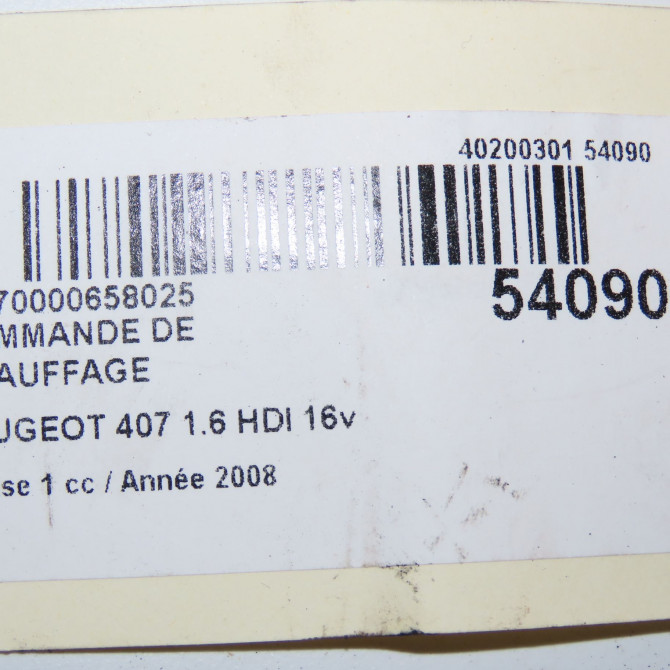 40200301 54090
70000658025
54090
MMANDE DE
AUFFAGE
UGEOT 407 1.6 HDI 16v
se 1 cc / Année 2008